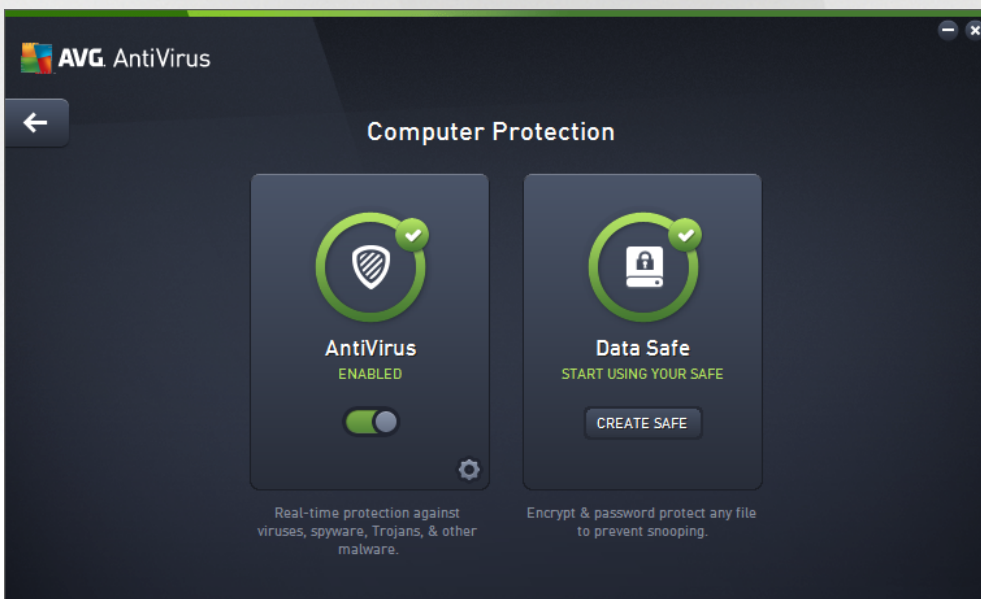 AVG. AntiVirus
Computer Protection
AntiVirus
ENABLED
Real-time protection against
viruses, spyware, Trojans, & other
malware.
Data Safe
START USING YOUR SAFE
CREATE SAFE
Encrypt & password protect any file
to prevent snooping.